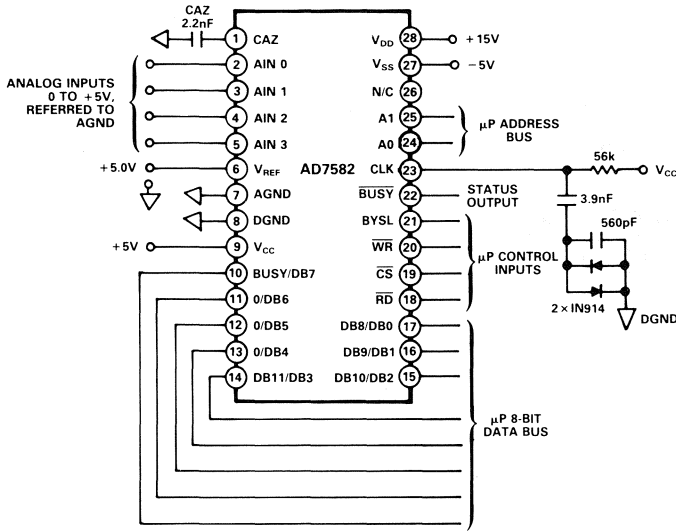 CAZ
2.2nF
1 CAZ
2 AIN 0
3 AIN 1
4 AIN 2
5 AIN 3
6 VREF
7 AGND
8 DGND
9 VCC
10 BUSY/DB7
11 0/DB6
12 0/DB5
13 0/DB4
14 DB11/DB3
ANALOG INPUTS
0 TO +5V,
REFERRED TO
AGND
+5.0V
+5V
AD7582
VDD 28 +15V
VSS 27 −5V
N/C 26
A1 25
A0 24
CLK 23
BUSY 22
BYSL 21
WR 20
CS 19
RD 18
DB8/DB0 17
DB9/DB1 16
DB10/DB2 15
μP ADDRESS
BUS
STATUS
OUTPUT
μP CONTROL
INPUTS
μP 8-BIT
DATA BUS
56k
VCC
3.9nF
560pF
2 × IN914
DGND